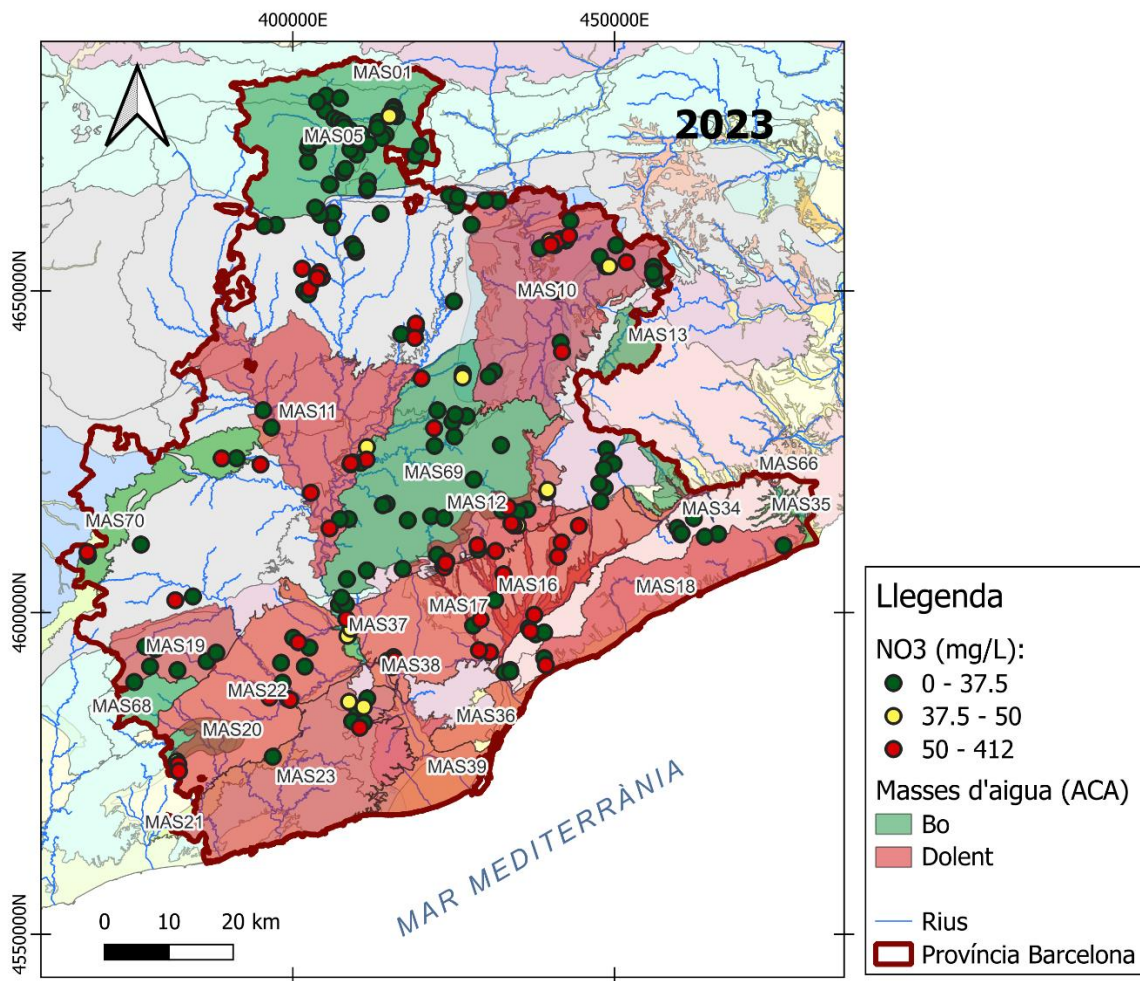 400000E
450000E
2023
MAS01
MAS05
4650000N
MAS10
MAS13
MAS11
MAS69
MAS66
MAS12
MAS70
MAS34
MAS35
MAS16
MAS18
4600000N
MAS17
MAS37
MAS19
MAS38
MAS22
MAS68
MAS36
MAS20
MAS39
MAS23
MAS21
MAR MEDITERRÀNIA
0 10 20 km
4550000N
Llegenda
NO3 (mg/L):
0 - 37.5
37.5 - 50
50 - 412
Masses d'aigua (ACA)
Bo
Dolent
Rius
Província Barcelona